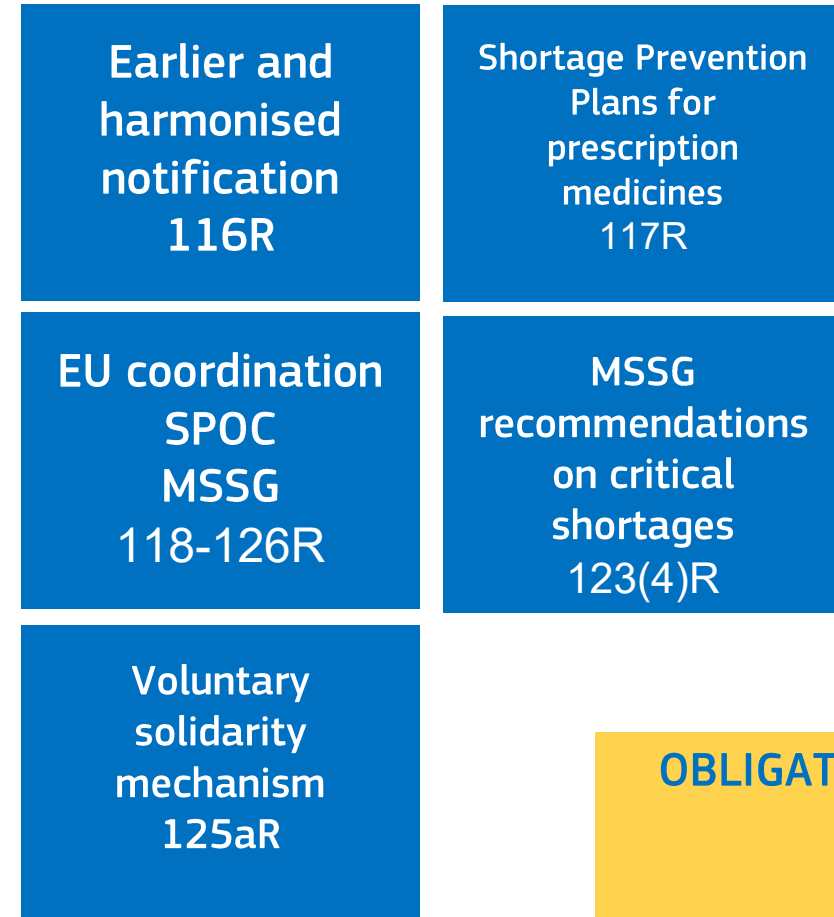 Earlier and
harmonised
notification
116R
Shortage Prevention
Plans for
prescription
medicines
117R
EU coordination
SPOC
MSSG
118-126R
MSSG
recommendations
on critical
shortages
123(4)R
Voluntary
solidarity
mechanism
125aR
OBLIGAT